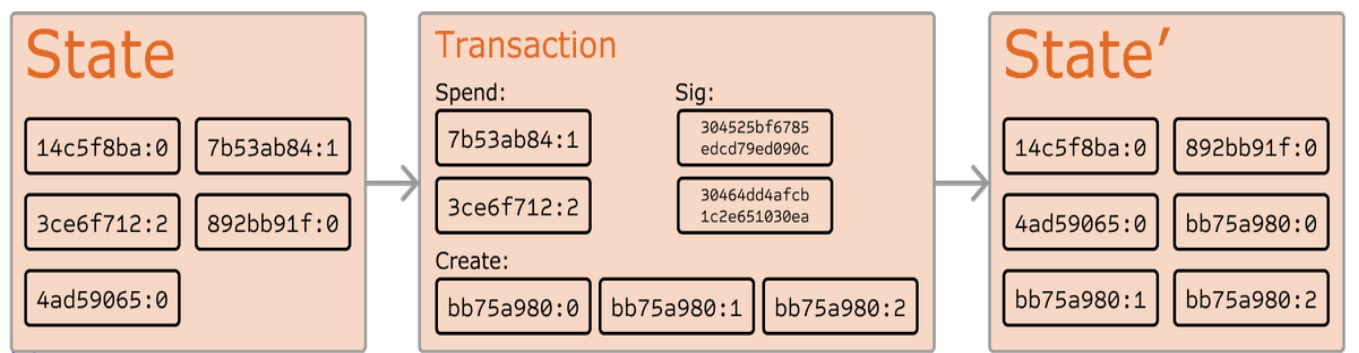 State
14c5f8ba:0 7b53ab84:1
3ce6f712:2 892bb91f:0
4ad59065:0
Transaction
Spend: Sig:
7b53ab84:1 304525bf6785
edcd79ed090c
3ce6f712:2 30464dd4afcb
1c2e651030ea
Create:
bb75a980:0 bb75a980:1 bb75a980:2
State′
14c5f8ba:0 892bb91f:0
4ad59065:0 bb75a980:0
bb75a980:1 bb75a980:2